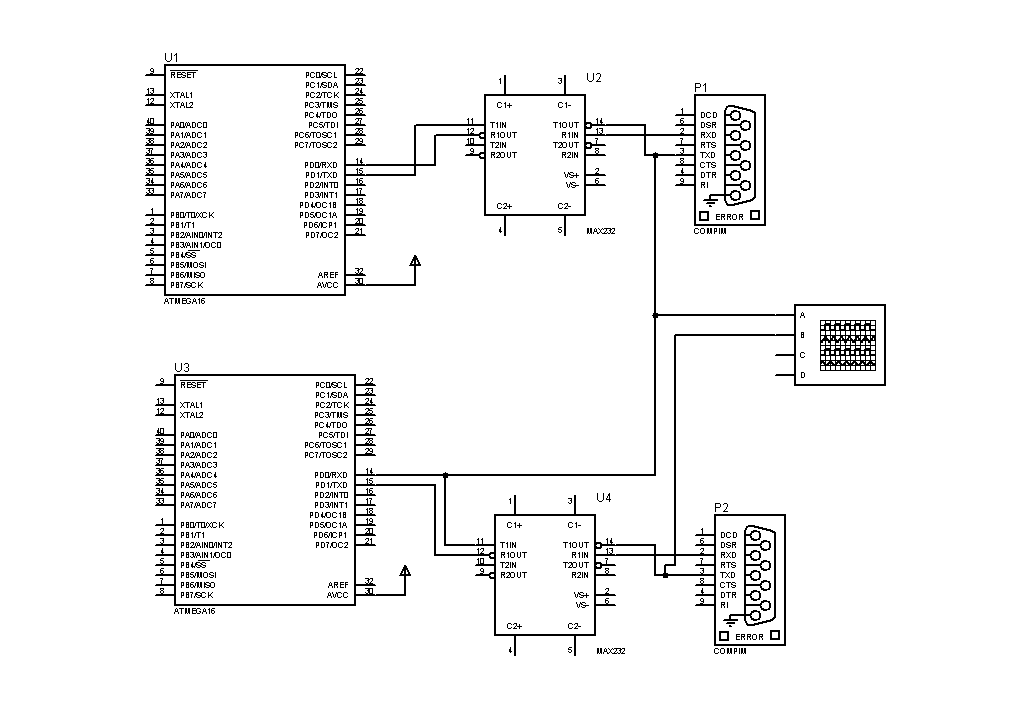 U1
9 RESET
13 XTAL1
12 XTAL2
40 PA0/ADC0
39 PA1/ADC1
38 PA2/ADC2
37 PA3/ADC3
36 PA4/ADC4
35 PA5/ADC5
34 PA6/ADC6
33 PA7/ADC7
1 PB0/T0/XCK
2 PB1/T1
3 PB2/AIN0/INT2
4 PB3/AIN1/OC0
5 PB4/SS
6 PB5/MOSI
7 PB6/MISO
8 PB7/SCK
PC0/SCL 22
PC1/SDA 23
PC2/TCK 24
PC3/TMS 25
PC4/TDO 26
PC5/TDI 27
PC6/TOSC1 28
PC7/TOSC2 29
PD0/RXD 14
PD1/TXD 15
PD2/INT0 16
PD3/INT1 17
PD4/OC1B 18
PD5/OC1A 19
PD6/ICP1 20
PD7/OC2 21
AREF 32
AVCC 30
ATMEGA16
U2
1 3
C1+ C1-
11 T1IN T1OUT 14
12 R1OUT R1IN 13
10 T2IN T2OUT 7
9 R2OUT R2IN 8
VS+ 2
VS- 6
C2+ C2-
4 5
MAX232
P1
1 DCD
6 DSR
2 RXD
7 RTS
3 TXD
8 CTS
4 DTR
9 RI
ERROR
COMPIM
A
B
C
D
U3
9 RESET
13 XTAL1
12 XTAL2
40 PA0/ADC0
39 PA1/ADC1
38 PA2/ADC2
37 PA3/ADC3
36 PA4/ADC4
35 PA5/ADC5
34 PA6/ADC6
33 PA7/ADC7
1 PB0/T0/XCK
2 PB1/T1
3 PB2/AIN0/INT2
4 PB3/AIN1/OC0
5 PB4/SS
6 PB5/MOSI
7 PB6/MISO
8 PB7/SCK
PC0/SCL 22
PC1/SDA 23
PC2/TCK 24
PC3/TMS 25
PC4/TDO 26
PC5/TDI 27
PC6/TOSC1 28
PC7/TOSC2 29
PD0/RXD 14
PD1/TXD 15
PD2/INT0 16
PD3/INT1 17
PD4/OC1B 18
PD5/OC1A 19
PD6/ICP1 20
PD7/OC2 21
AREF 32
AVCC 30
ATMEGA16
U4
1 3
C1+ C1-
11 T1IN T1OUT 14
12 R1OUT R1IN 13
10 T2IN T2OUT 7
9 R2OUT R2IN 8
VS+ 2
VS- 6
C2+ C2-
4 5
MAX232
P2
1 DCD
6 DSR
2 RXD
7 RTS
3 TXD
8 CTS
4 DTR
9 RI
ERROR
COMPIM